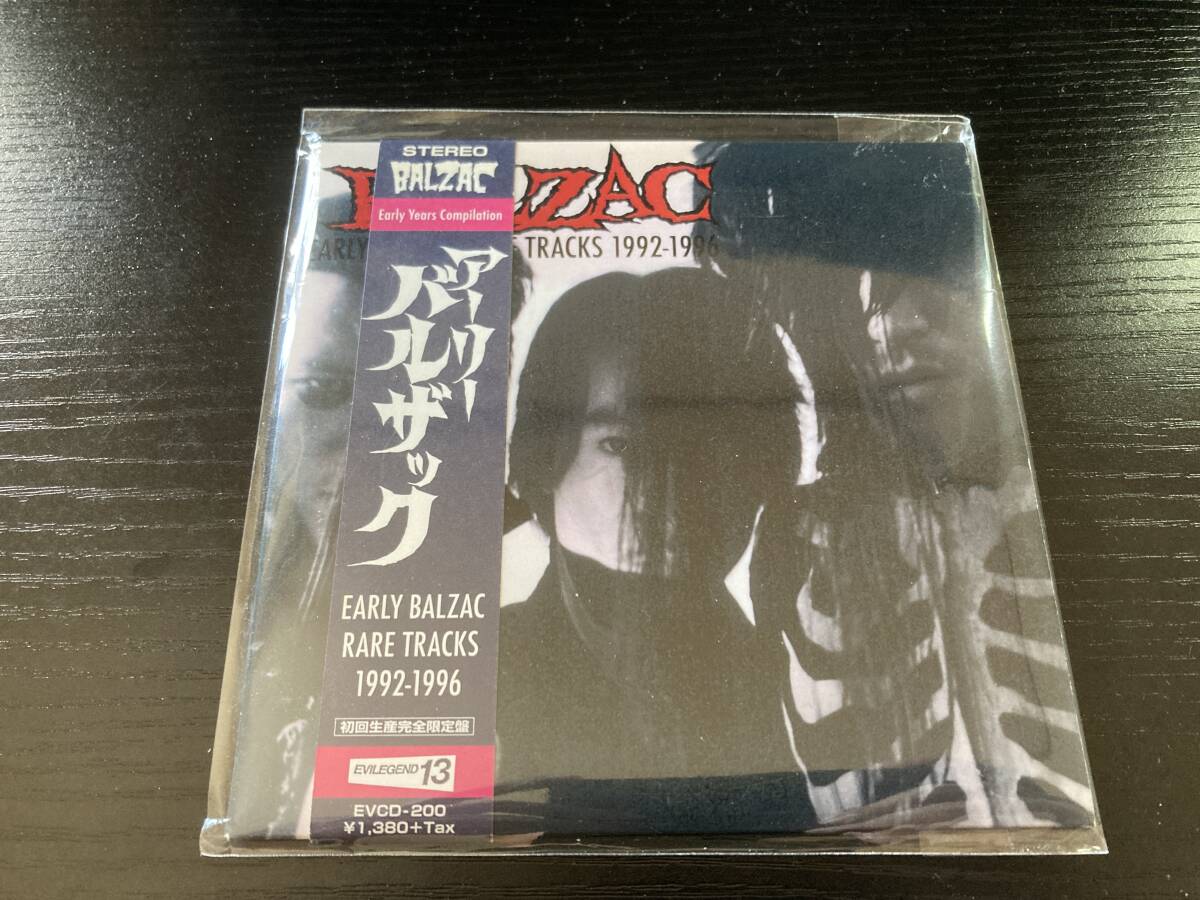 STEREO
BALZAC
Early Years Compilation
アーリー
バルザック
EARLY BALZAC
RARE TRACKS
1992-1996
初回生産完全限定盤
EVILEGEND 13
EVCD-200
¥1,380+Tax
BALZAC
EARLY TRACKS 1992-1996